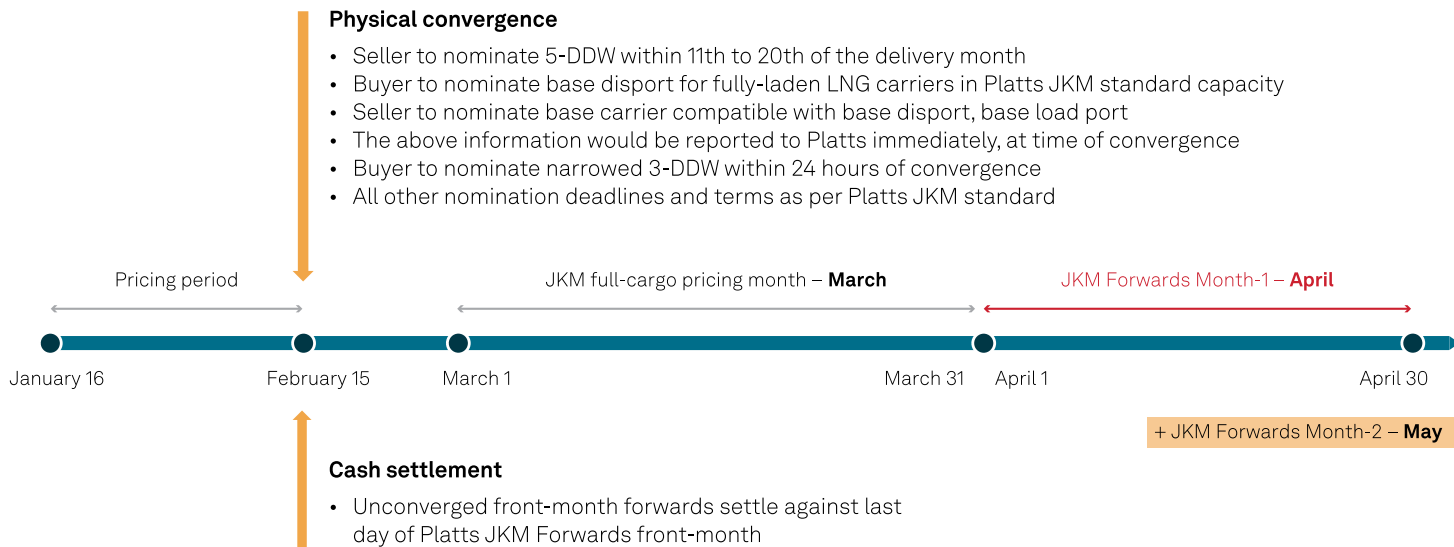 Physical convergence
• Seller to nominate 5-DDW within 11th to 20th of the delivery month
• Buyer to nominate base disport for fully-laden LNG carriers in Platts JKM standard capacity
• Seller to nominate base carrier compatible with base disport, base load port
• The above information would be reported to Platts immediately, at time of convergence
• Buyer to nominate narrowed 3-DDW within 24 hours of convergence
• All other nomination deadlines and terms as per Platts JKM standard
Pricing period
JKM full-cargo pricing month – March
JKM Forwards Month-1 – April
January 16
February 15
March 1
March 31
April 1
April 30
+ JKM Forwards Month-2 – May
Cash settlement
• Unconverged front-month forwards settle against last
day of Platts JKM Forwards front-month